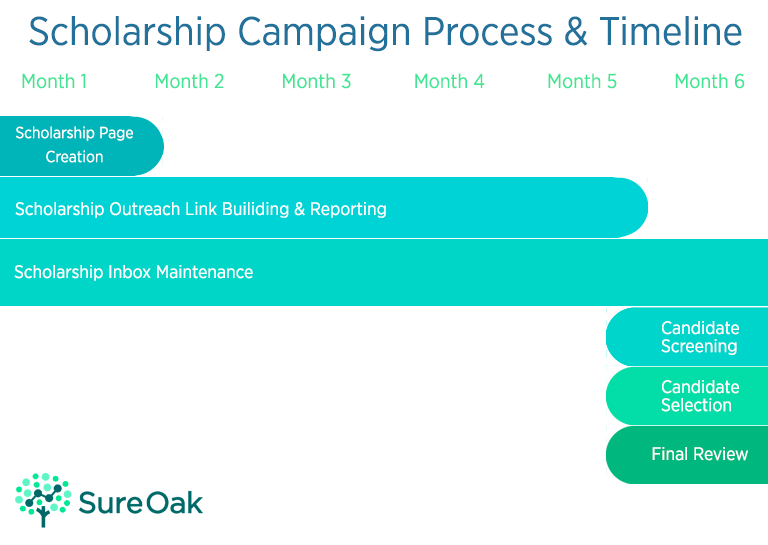 Scholarship Campaign Process & Timeline
Month 1 Month 2 Month 3 Month 4 Month 5 Month 6
Scholarship Page
Creation
Scholarship Outreach Link Builiding & Reporting
Scholarship Inbox Maintenance
Candidate
Screening
Candidate
Selection
Final Review
SureOak